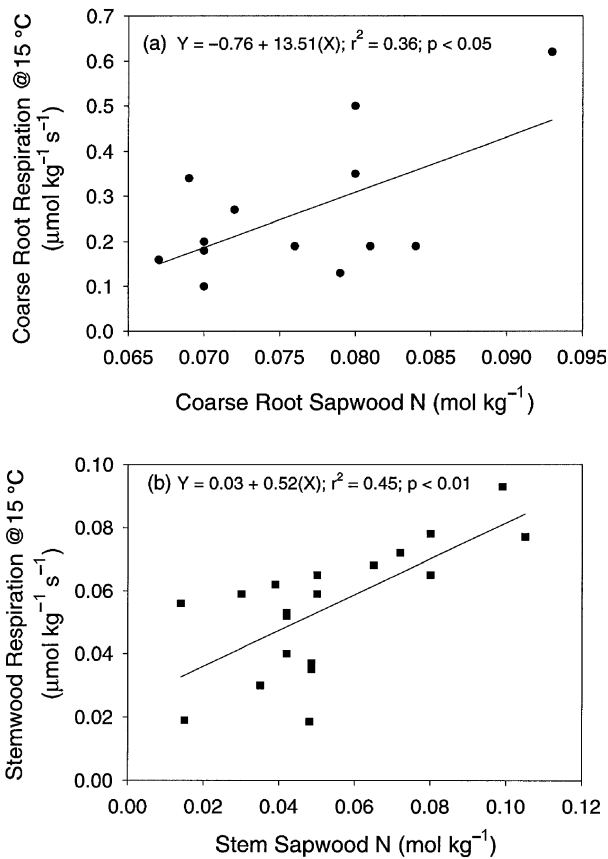 Coarse Root Respiration @ 15 °C
(μmol kg⁻¹ s⁻¹)
0.7
0.6
0.5
0.4
0.3
0.2
0.1
0.0
(a) Y = −0.76 + 13.51(X); r² = 0.36; p < 0.05
0.065 0.070 0.075 0.080 0.085 0.090 0.095
Coarse Root Sapwood N (mol kg⁻¹)
Stemwood Respiration @ 15 °C
(μmol kg⁻¹ s⁻¹)
0.10
0.08
0.06
0.04
0.02
0.00
(b) Y = 0.03 + 0.52(X); r² = 0.45; p < 0.01
0.00 0.02 0.04 0.06 0.08 0.10 0.12
Stem Sapwood N (mol kg⁻¹)